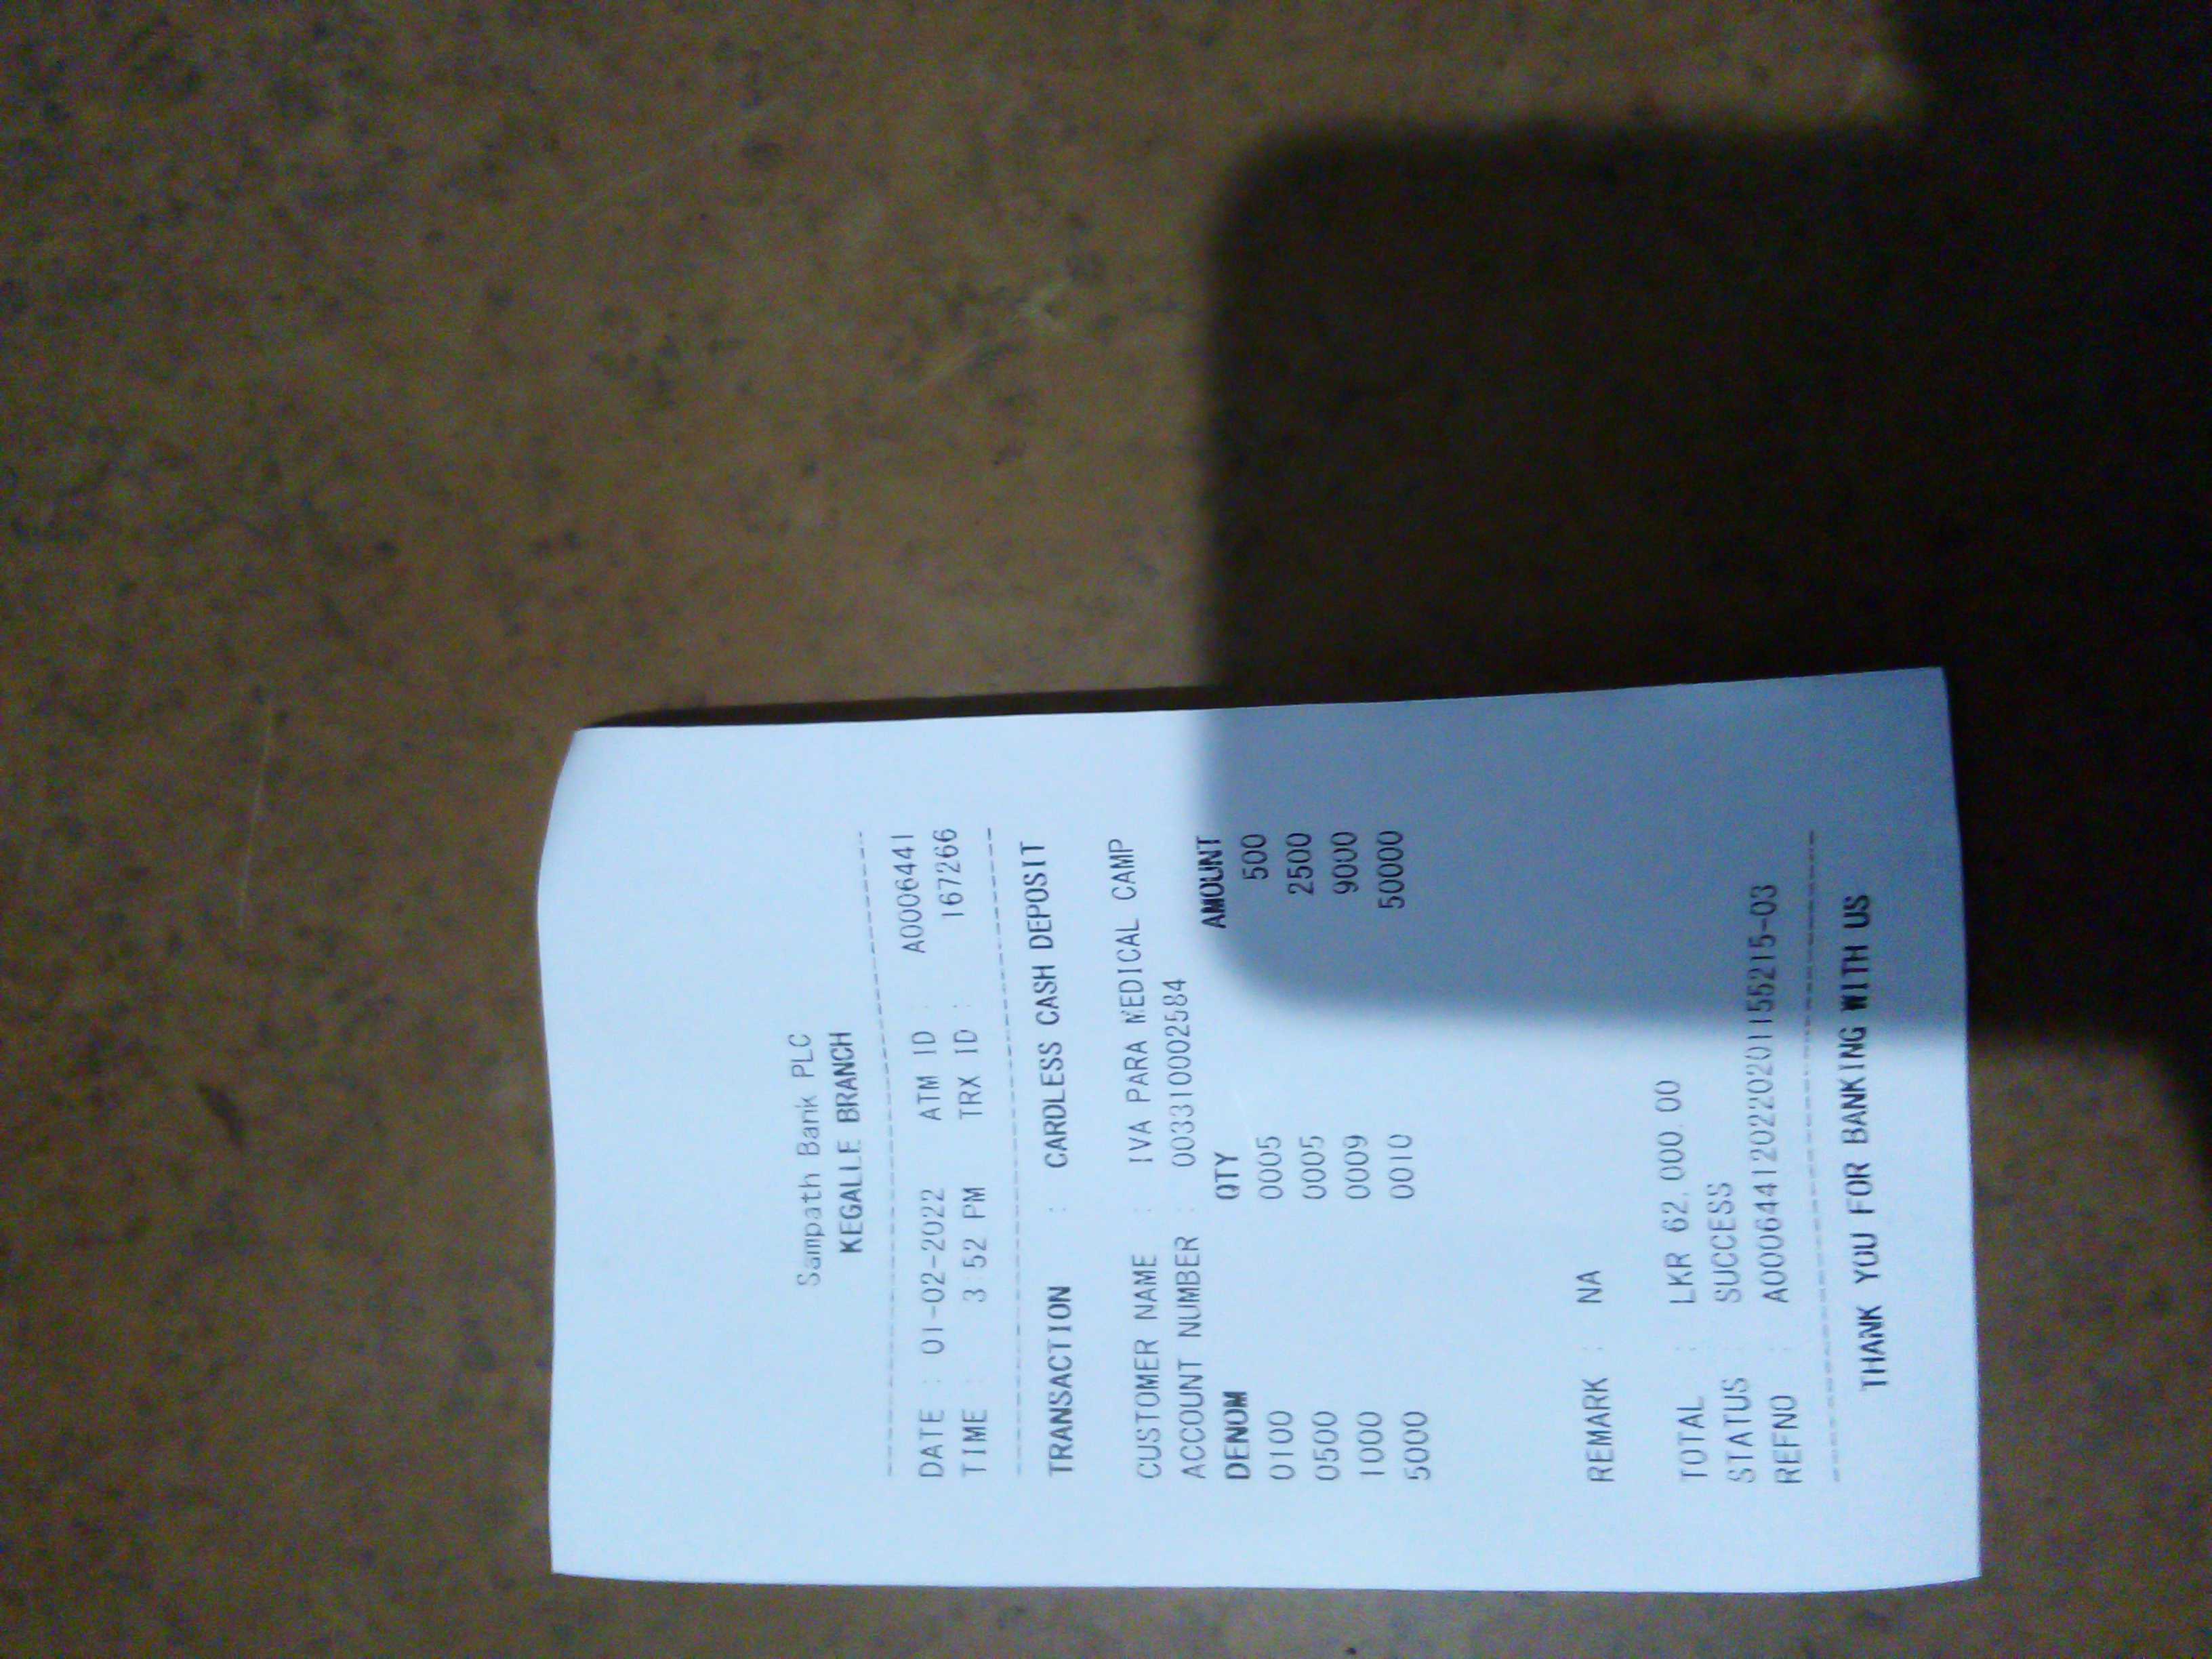 Sampath Bank PLC
KEGALLE BRANCH
DATE : 01-02-2022 ATM ID : A0006441
TIME : 3 52 PM TRX ID : 167266
TRANSACTION : CARDLESS CASH DEPOSIT
CUSTOMER NAME : IVA PARA MEDICAL CAMP
ACCOUNT NUMBER : 003310002584
DENOM QTY AMOUNT
0100 0005 500
0500 0005 2500
1000 0009 9000
5000 0010 50000
REMARK : NA
TOTAL : LKR 62,000.00
STATUS : SUCCESS
REFNO : A000644120220201155215-03
THANK YOU FOR BANKING WITH US